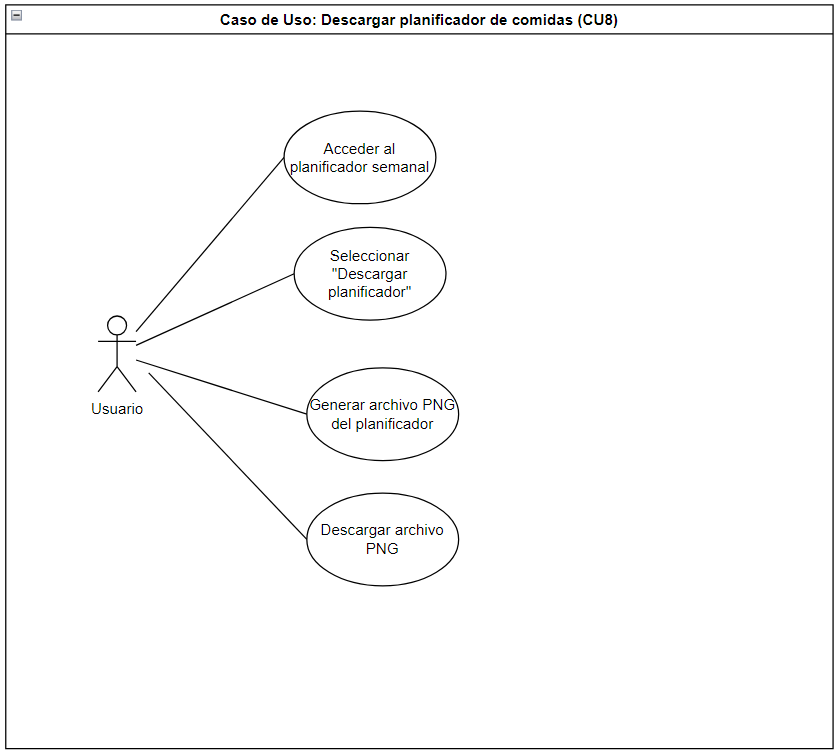 Caso de Uso: Descargar planificador de comidas (CU8)
Acceder al
planificador semanal
Seleccionar
"Descargar
planificador"
Usuario
Generar archivo PNG
del planificador
Descargar archivo
PNG